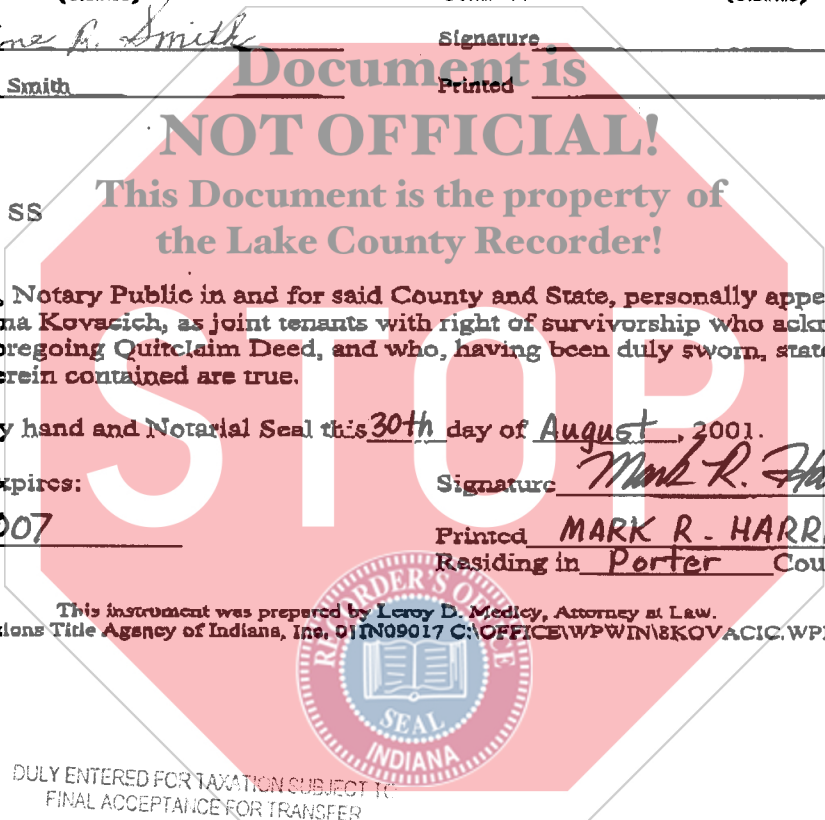 ne R. Smith
Signature
Document is
Smith
Printed
NOT OFFICIAL!
This Document is the property of
SS
the Lake County Recorder!
, Notary Public in and for said County and State, personally appe
na Kovacich, as joint tenants with right of survivorship who ackn
oregoing Quitclaim Deed, and who, having been duly sworn, state
erein contained are true.
STOP
y hand and Notarial Seal this 30th day of August, 2001.
xpires:
Signature Mark R. Ha
007
Printed MARK R. HARR
Residing in Porter Cou
This instrument was prepared by Leroy D. Medley, Attorney at Law.
ions Title Agency of Indiana, Inc. 01IN09017 C:\OFFICE\WPWIN\8KOVACIC.WP
RECORDER'S OFFICE
SEAL
INDIANA
DULY ENTERED FOR TAXATION SUBJECT TO
FINAL ACCEPTANCE FOR TRANSFER